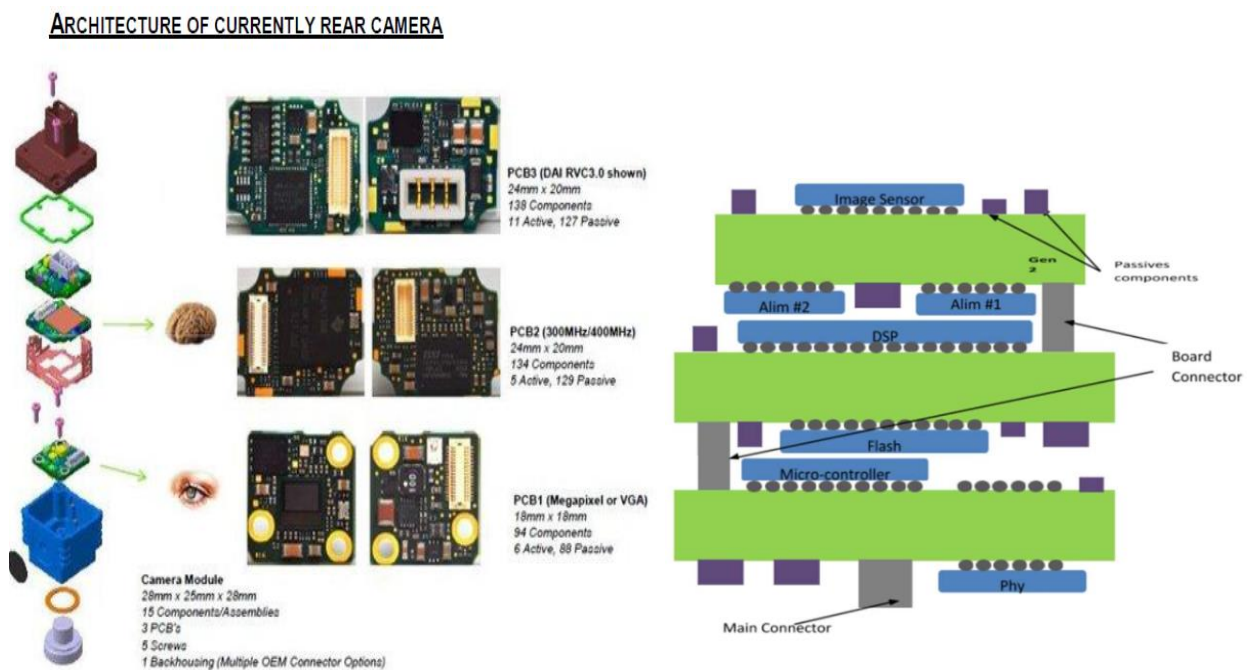 ARCHITECTURE OF CURRENTLY REAR CAMERA
PCB3 (DAI RVC3.0 shown)
24mm x 20mm
138 Components
11 Active, 127 Passive
PCB2 (300MHz/400MHz)
24mm x 20mm
134 Components
5 Active, 129 Passive
PCB1 (Megapixel or VGA)
18mm x 18mm
94 Components
6 Active, 88 Passive
Camera Module
28mm x 25mm x 28mm
15 Components/Assemblies
3 PCB's
5 Screws
1 Backhousing (Multiple OEM Connector Options)
Image Sensor
Gen
2
Passives
components
Alim #2
Alim #1
DSP
Board
Connector
Flash
Micro-controller
Phy
Main Connector